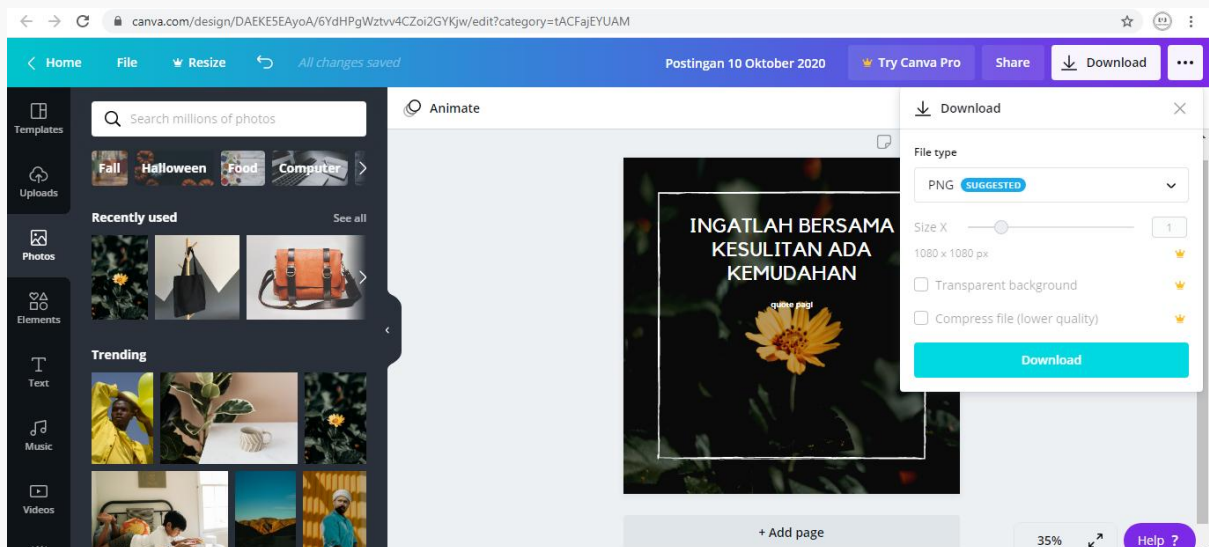 canva.com/design/DAEKE5EAyoA/6YdHPgWztvv4CZoi2GYKjw/edit?category=tACFajEYUAM
Home File Resize All changes saved Postingan 10 Oktober 2020 Try Canva Pro Share Download
Templates
Uploads
Photos
Elements
Text
Music
Videos
Search millions of photos
Fall Halloween Food Computer
Recently used See all
Trending
Animate
INGATLAH BERSAMA
KESULITAN ADA
KEMUDAHAN
quote pagi
+ Add page
Download
File type
PNG SUGGESTED
Size X 1
1080 x 1080 px
Transparent background
Compress file (lower quality)
Download
35% Help ?